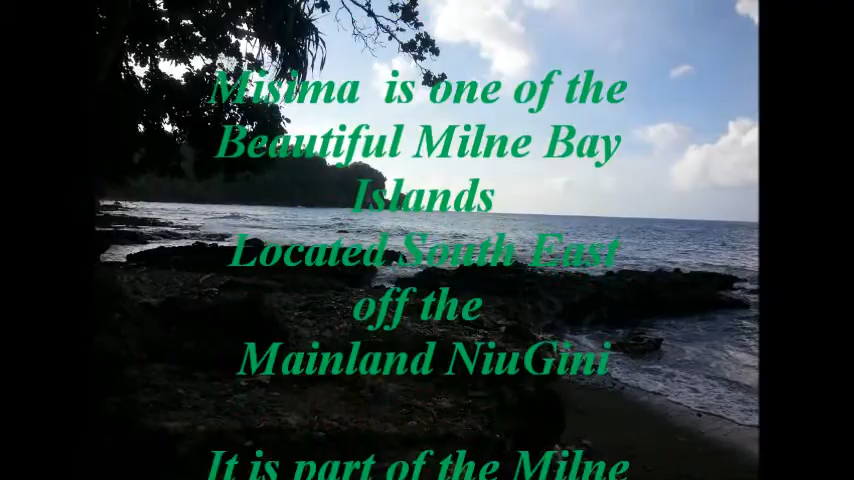 Misima is one of the
Beautiful Milne Bay
Islands
Located South East
off the
Mainland NiuGini
It is part of the Milne